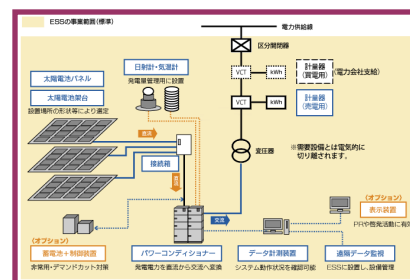 ESSの事業範囲(標準)
電力供給線
区分開閉器
日射計・気温計
発電量管理用に設置
太陽電池パネル
太陽電池架台
設置場所の形状等により選定
VCT
kWh
計量器
(買電用)
(電力会社支給)
VCT
kWh
計量器
(売電用)
直流
接続箱
変圧器
※需要設備とは電気的に
切り離されます。
直流
交流
(オプション)
表示装置
PRや啓発活動に有効
(オプション)
蓄電池+制御装置
非常用・デマンドカット対策
パワーコンディショナー
発電電力を直流から交流へ変換
データ計測装置
システム動作状況を確認可能
遠隔データ監視
ESSに設置し、設備管理